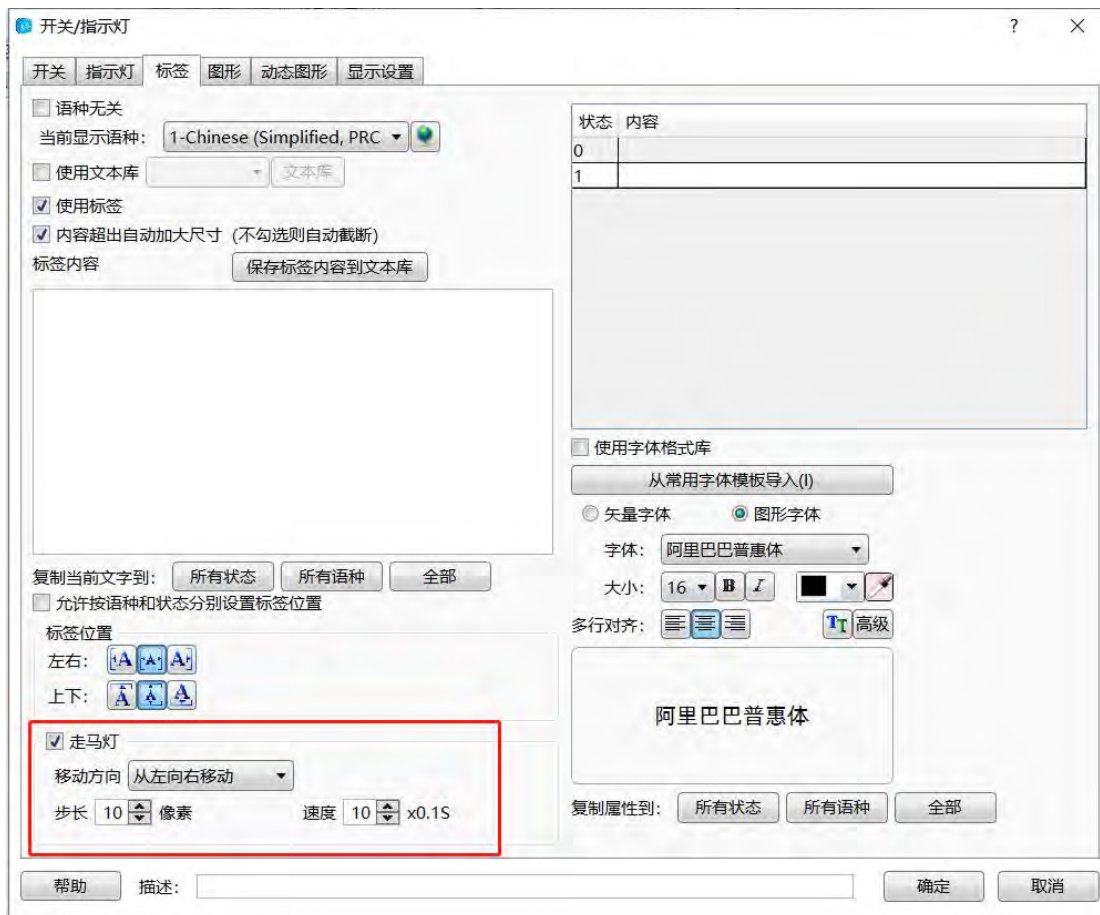 开关/指示灯
开关 指示灯 标签 图形 动态图形 显示设置
语种无关
当前显示语种： 1-Chinese (Simplified, PRC
使用文本库 文本库
使用标签
内容超出自动加大尺寸 (不勾选则自动截断)
标签内容 保存标签内容到文本库
复制当前文字到： 所有状态 所有语种 全部
允许按语种和状态分别设置标签位置
标签位置
左右： A A A
上下： A A A
走马灯
移动方向 从左向右移动
步长 10 像素 速度 10 x0.1S
状态 内容
0
1
使用字体格式库
从常用字体模板导入(I)
矢量字体 图形字体
字体： 阿里巴巴普惠体
大小： 16 B I
多行对齐： TT 高级
阿里巴巴普惠体
复制属性到： 所有状态 所有语种 全部
帮助 描述： 确定 取消